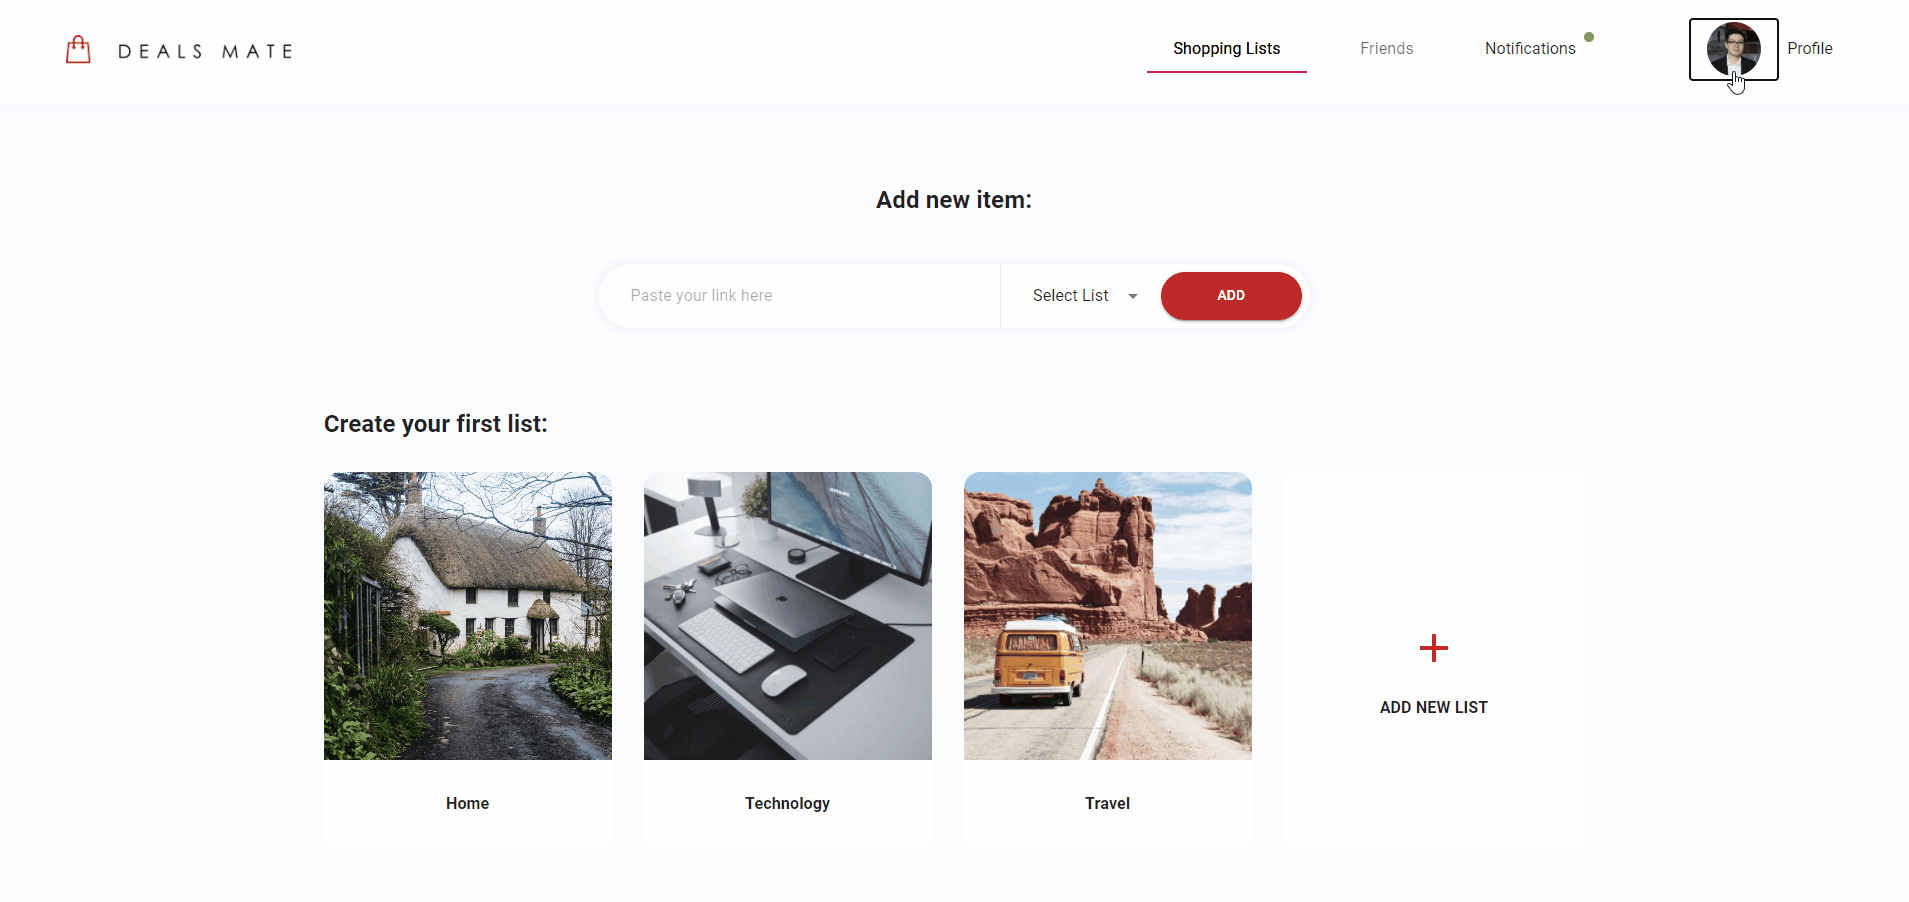 DEALS MATE
Shopping Lists
Friends
Notifications
Profile
Add new item:
Paste your link here
Select List
ADD
Create your first list:
Home
Technology
Travel
ADD NEW LIST